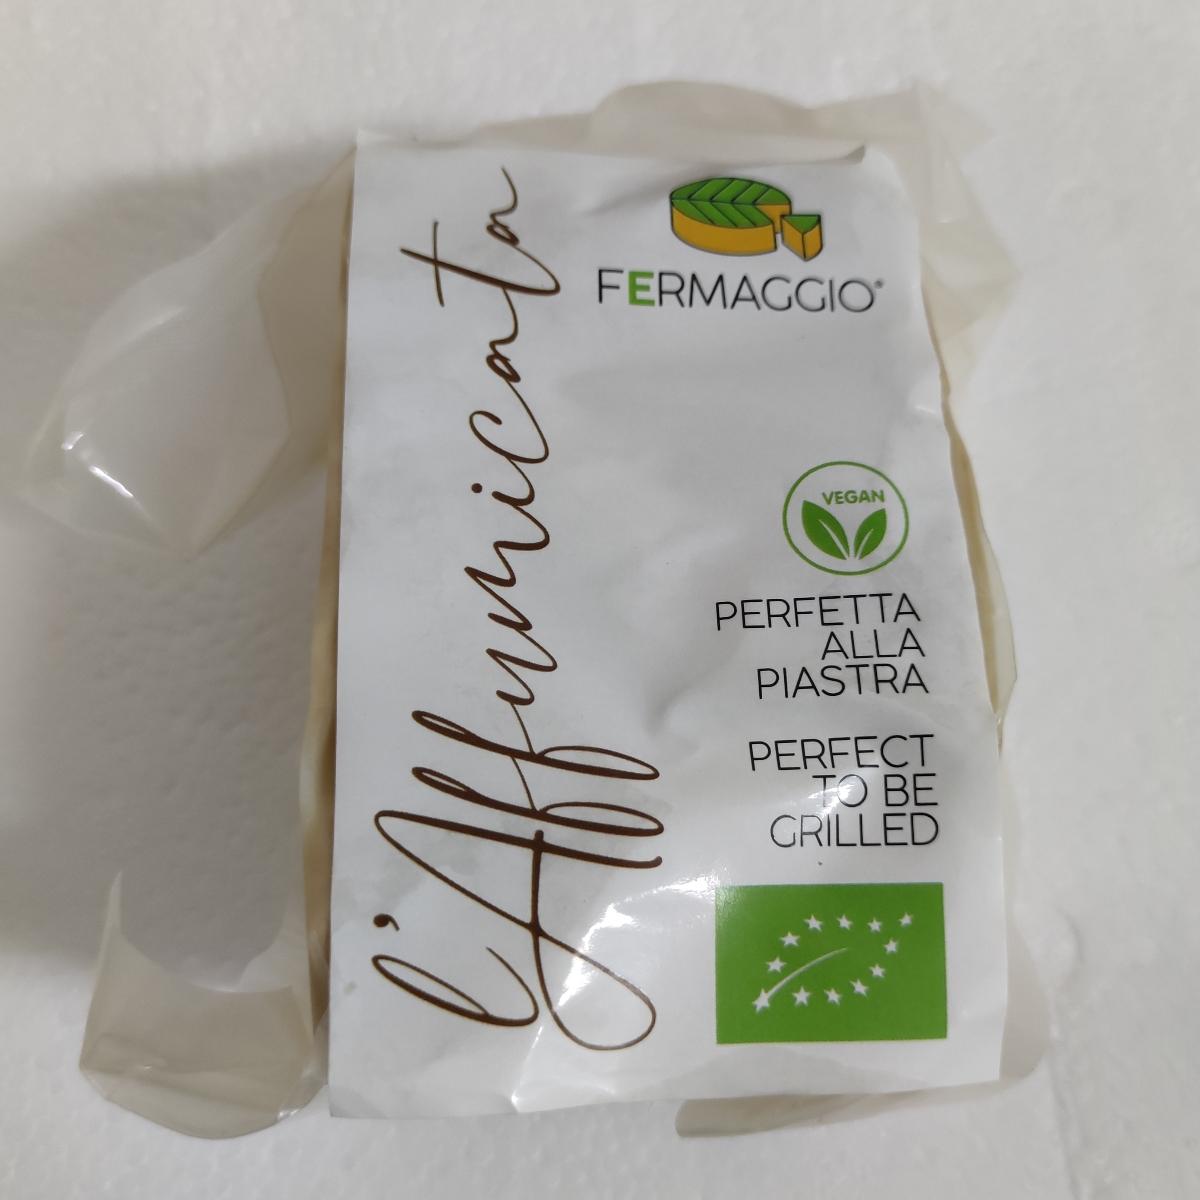 l'Affumicata
FERMAGGIO®
VEGAN
PERFETTA
ALLA
PIASTRA
PERFECT
TO BE
GRILLED